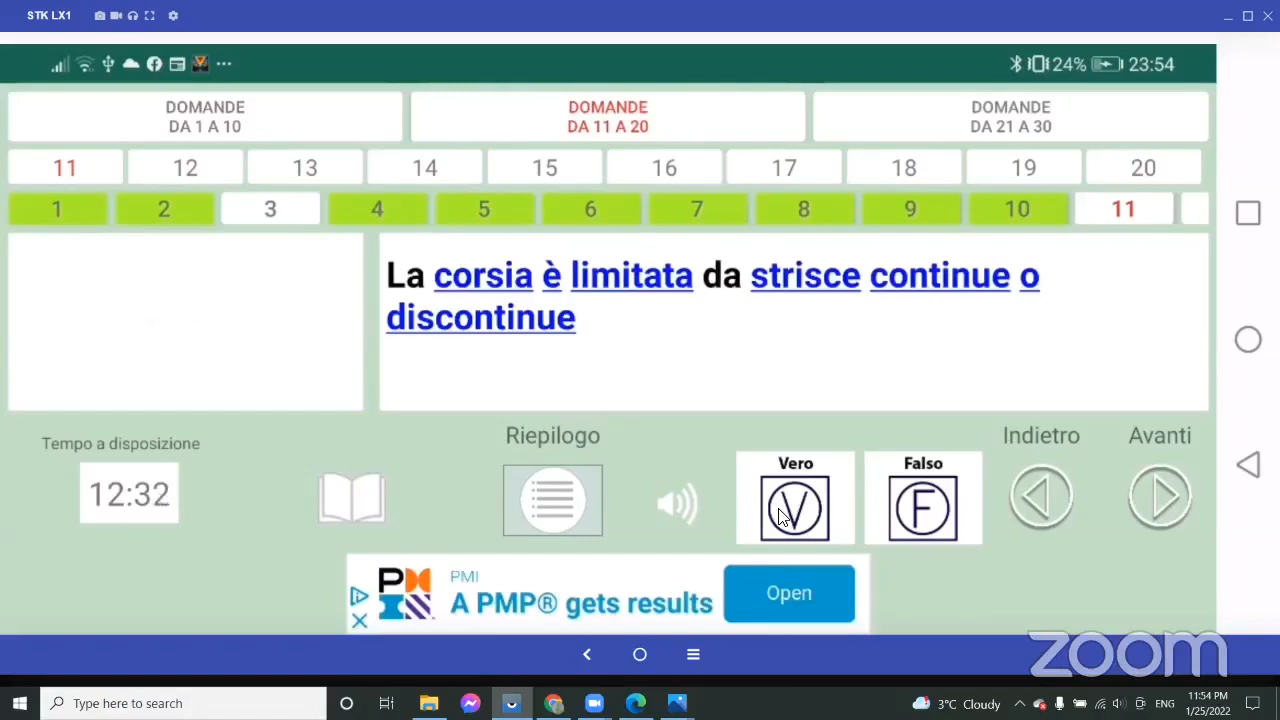 STK LX1
24% 23:54
DOMANDE
DA 1 A 10
DOMANDE
DA 11 A 20
DOMANDE
DA 21 A 30
11 12 13 14 15 16 17 18 19 20
1 2 3 4 5 6 7 8 9 10 11
La corsia è limitata da strisce continue o
discontinue
Tempo a disposizione
12:32
Riepilogo
Vero
V
Falso
F
Indietro
Avanti
PMI
PMI
A PMP® gets results
Open
zoom
Type here to search
3°C Cloudy
ENG
11:54 PM
1/25/2022